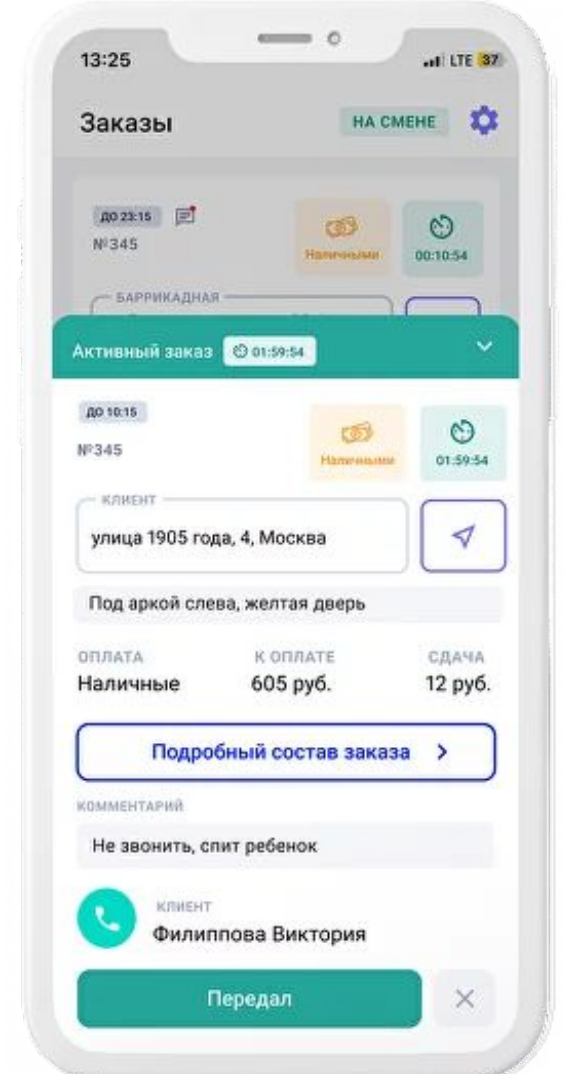 13:25
LTE 37
Заказы
НА СМЕНЕ
ДО 23:15
№345
Наличными
00:10:54
БАРРИКАДНАЯ
Активный заказ 01:59:54
ДО 10:15
№345
Наличными
01:59:54
КЛИЕНТ
улица 1905 года, 4, Москва
Под аркой слева, желтая дверь
ОПЛАТА К ОПЛАТЕ СДАЧА
Наличные 605 руб. 12 руб.
Подробный состав заказа
КОММЕНТАРИЙ
Не звонить, спит ребенок
КЛИЕНТ
Филиппова Виктория
Передал